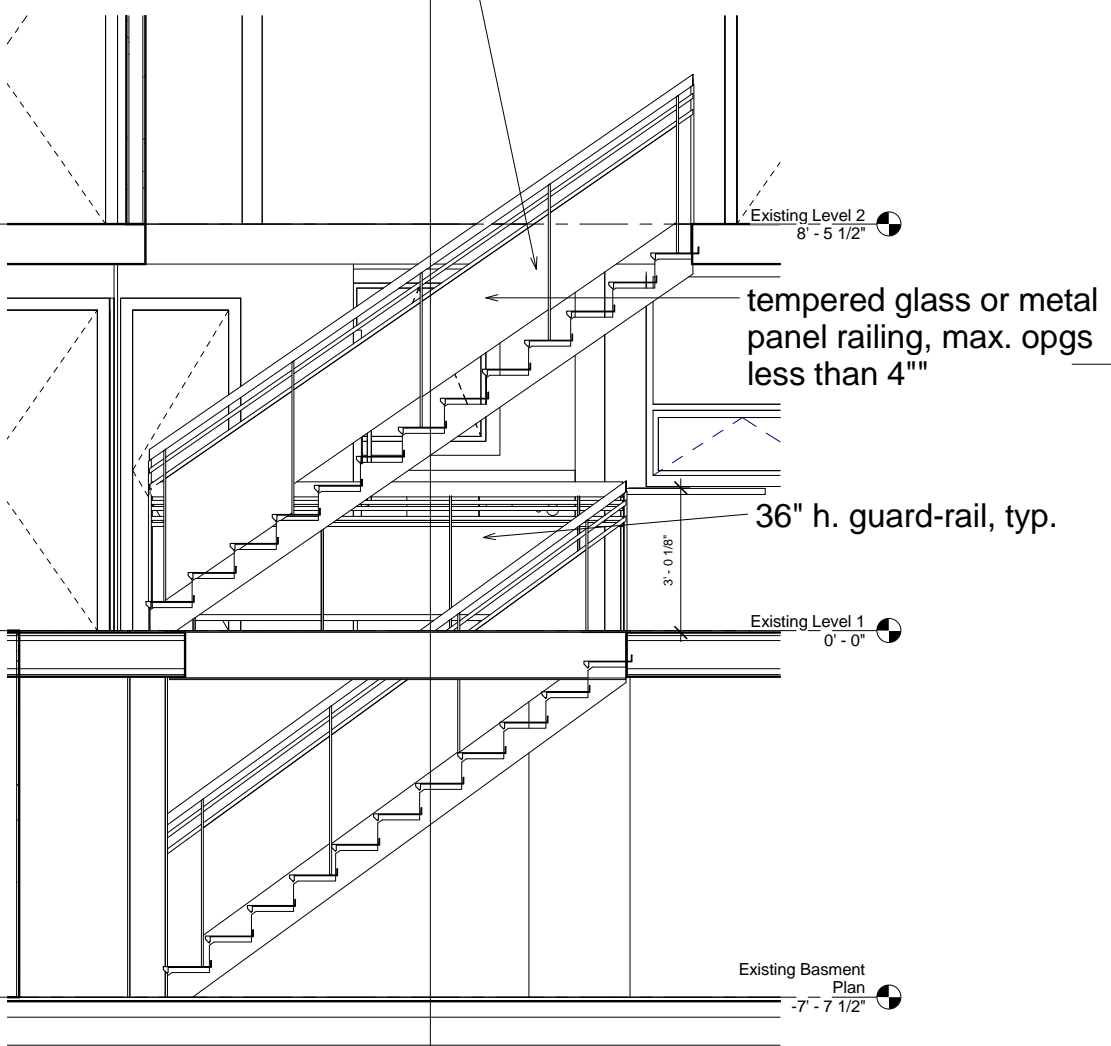 Existing Level 2
8' - 5 1/2"
tempered glass or metal
panel railing, max. opgs
less than 4""
36" h. guard-rail, typ.
3' - 0 1/8"
Existing Level 1
0' - 0"
Existing Basment
Plan
-7' - 7 1/2"